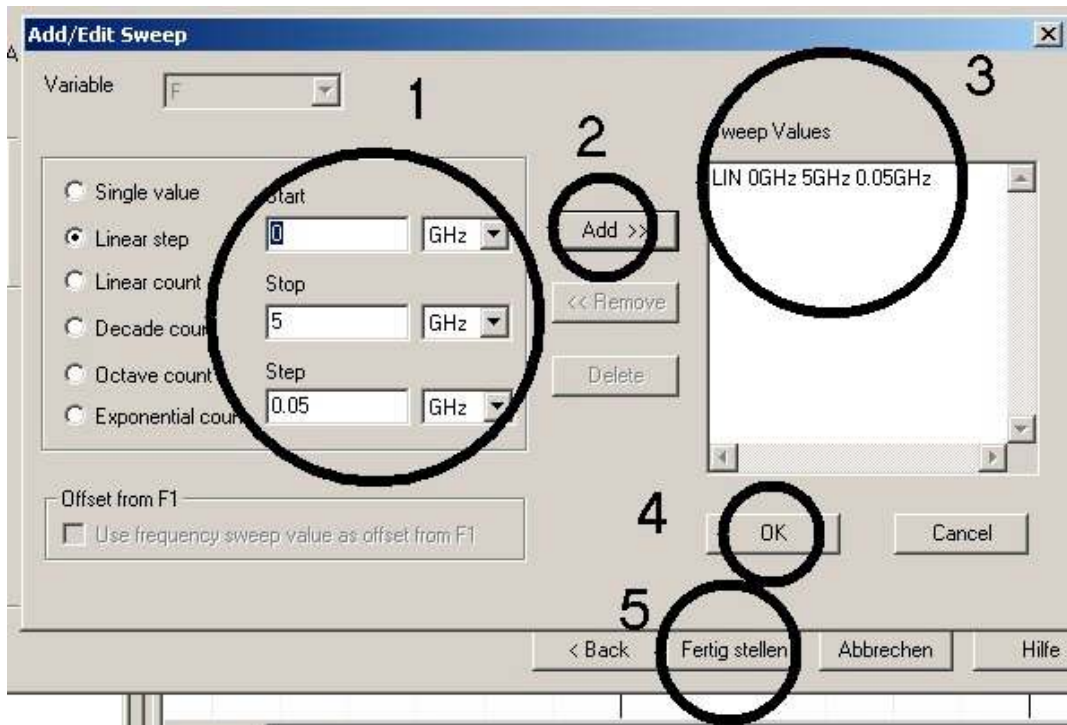 Add/Edit Sweep
Variable
F
1
2
3
Sweep Values
LIN 0GHz 5GHz 0.05GHz
Single value
Linear step
Linear count
Decade coun
Octave count
Exponential coun
Start
0
GHz
Stop
5
GHz
Step
0.05
GHz
Add >>
<< Remove
Delete
Offset from F1
Use frequency sweep value as offset from F1
4
OK
Cancel
5
< Back
Fertig stellen
Abbrechen
Hilfe